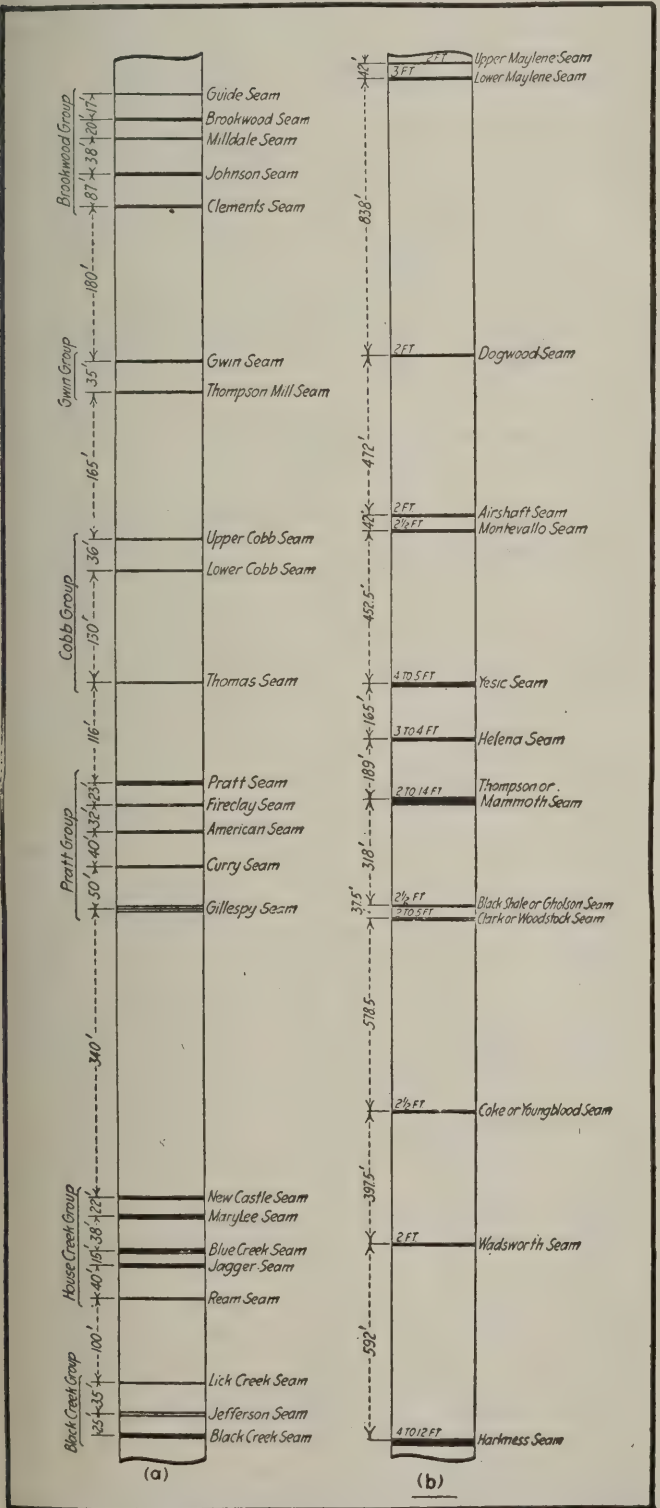 Brookwood Group
17'
20'
38'
87'
Guide Seam
Brookwood Seam
Milldale Seam
Johnson Seam
Clements Seam
180'
Gwin Group
35'
Gwin Seam
Thompson Mill Seam
165'
Cobb Group
36'
130'
Upper Cobb Seam
Lower Cobb Seam
Thomas Seam
116'
Pratt Group
23'
32'
40'
50'
Pratt Seam
Fireclay Seam
American Seam
Curry Seam
Gillespy Seam
340'
House Creek Group
22'
38'
15'
40'
New Castle Seam
Mary Lee Seam
Blue Creek Seam
Jagger Seam
Ream Seam
100'
Black Creek Group
35'
25'
Lick Creek Seam
Jefferson Seam
Black Creek Seam
(a)
42'
2 FT
Upper Maylene Seam
3 FT
Lower Maylene Seam
838'
2 FT
Dogwood Seam
472'
2 FT.
Airshaft Seam
42'
2½ FT
Montevallo Seam
452.5'
4 TO 5 FT
Yesic Seam
165'
3 TO 4 FT
Helena Seam
189'
2 TO 14 FT
Thompson or
Mammoth Seam
318'
2½ FT
Black Shale or Gholson Seam
37.5'
2 TO 5 FT
Clark or Woodstock Seam
578.5'
2½ FT
Coke or Youngblood Seam
397.5'
2 FT.
Wadsworth Seam
592'
4 TO 12 FT
Harkness Seam
(b)